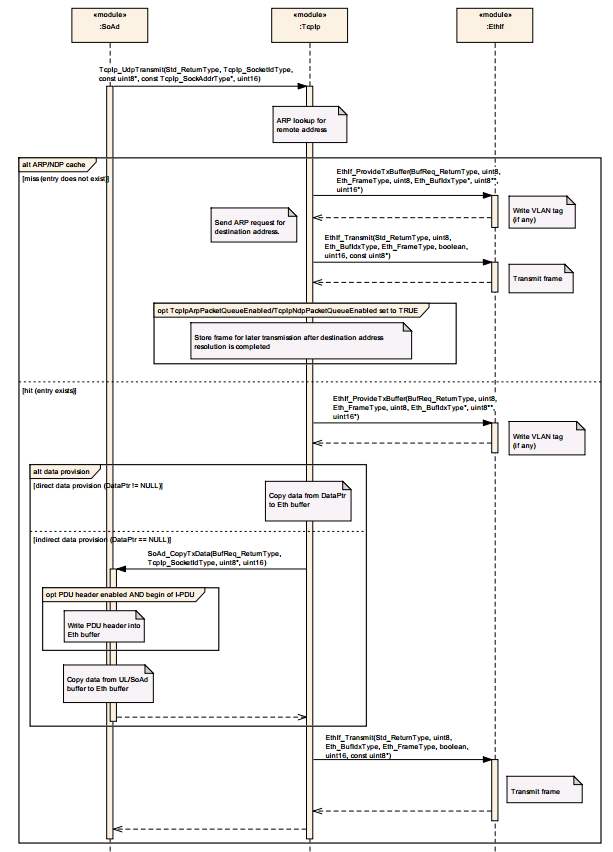 «module»
:SoAd
«module»
:TcpIp
«module»
:EthIf
TcpIp_UdpTransmit(Std_ReturnType, TcpIp_SocketIdType,
const uint8*, const TcpIp_SockAddrType*, uint16)
ARP lookup for
remote address
alt ARP/NDP cache
[miss (entry does not exist)]
EthIf_ProvideTxBuffer(BufReq_ReturnType, uint8,
Eth_FrameType, uint8, Eth_BufIdxType*, uint8**,
uint16*)
Write VLAN tag
(if any)
Send ARP request for
destination address.
EthIf_Transmit(Std_ReturnType, uint8,
Eth_BufIdxType, Eth_FrameType, boolean,
uint16, const uint8*)
Transmit frame
opt TcpIpArpPacketQueueEnabled/TcpIpNdpPacketQueueEnabled set to TRUE
Store frame for later transmission after destination address
resolution is completed
[hit (entry exists)]
EthIf_ProvideTxBuffer(BufReq_ReturnType, uint8,
Eth_FrameType, uint8, Eth_BufIdxType*, uint8**,
uint16*)
Write VLAN tag
(if any)
alt data provision
[direct data provision (DataPtr != NULL)]
Copy data from DataPtr
to Eth buffer
[indirect data provision (DataPtr == NULL)]
SoAd_CopyTxData(BufReq_ReturnType,
TcpIp_SocketIdType, uint8*, uint16)
opt PDU header enabled AND begin of I-PDU
Write PDU header into
Eth buffer
Copy data from UL/SoAd
buffer to Eth buffer
EthIf_Transmit(Std_ReturnType, uint8,
Eth_BufIdxType, Eth_FrameType, boolean,
uint16, const uint8*)
Transmit frame